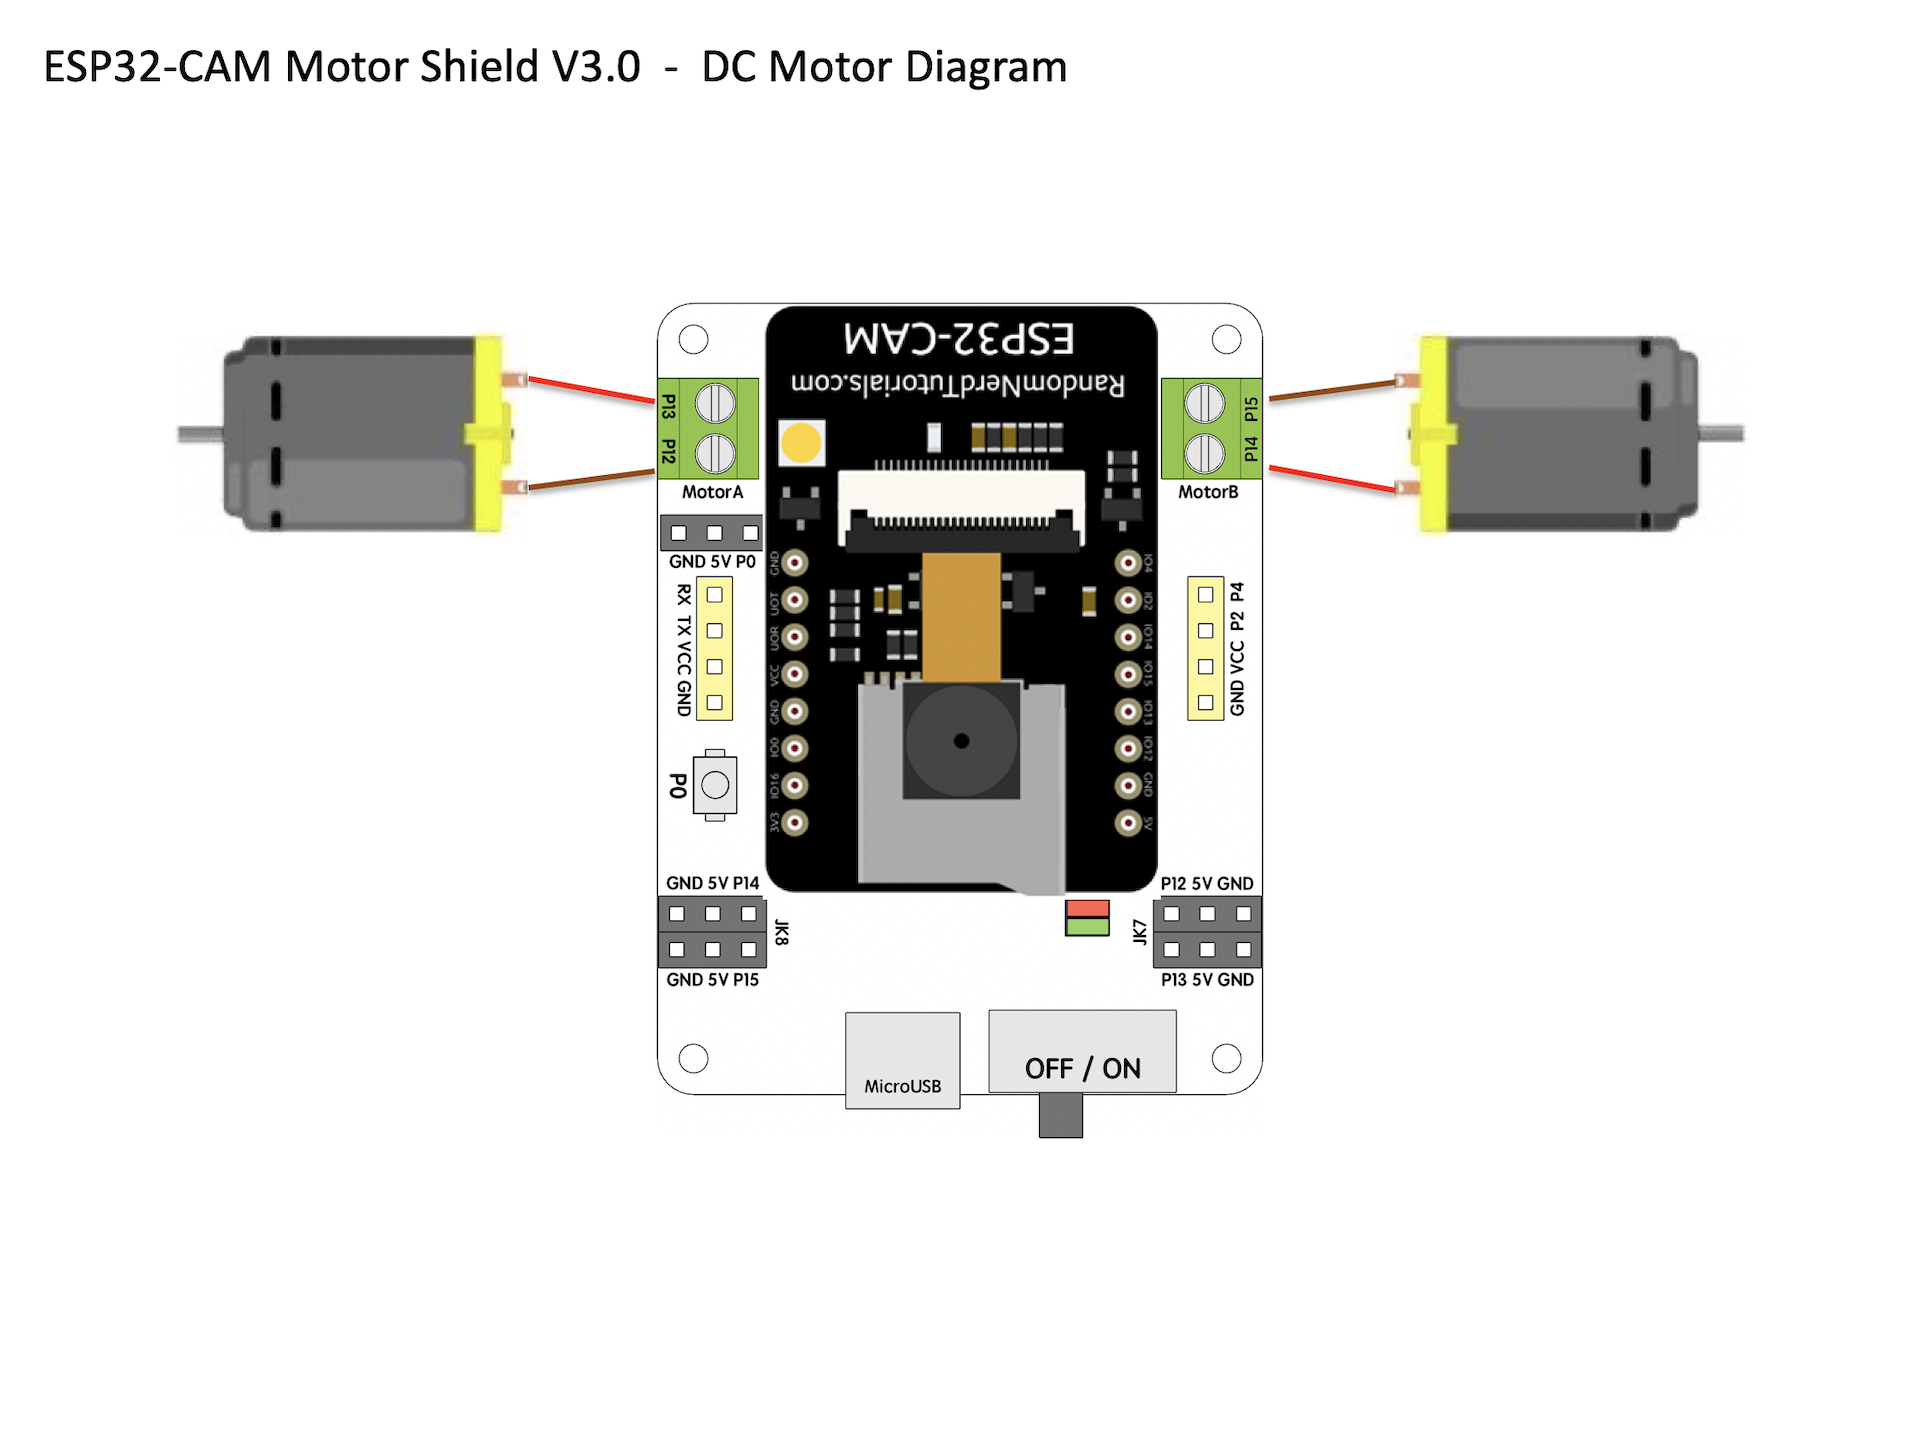 ESP32-CAM Motor Shield V3.0 - DC Motor Diagram
ESP32-CAM
RandomNerdTutorials.com
P13
P12
MotorA
P15
P14
MotorB
GND 5V P0
RX TX VCC GND
GND VCC P2 P4
GND
UOT
UOR
VCC
GND
IO0
IO16
3V3
IO4
IO2
IO14
IO15
IO13
IO12
GND
5V
P0
GND 5V P14
JK8
GND 5V P15
P12 5V GND
JK7
P13 5V GND
MicroUSB
OFF / ON